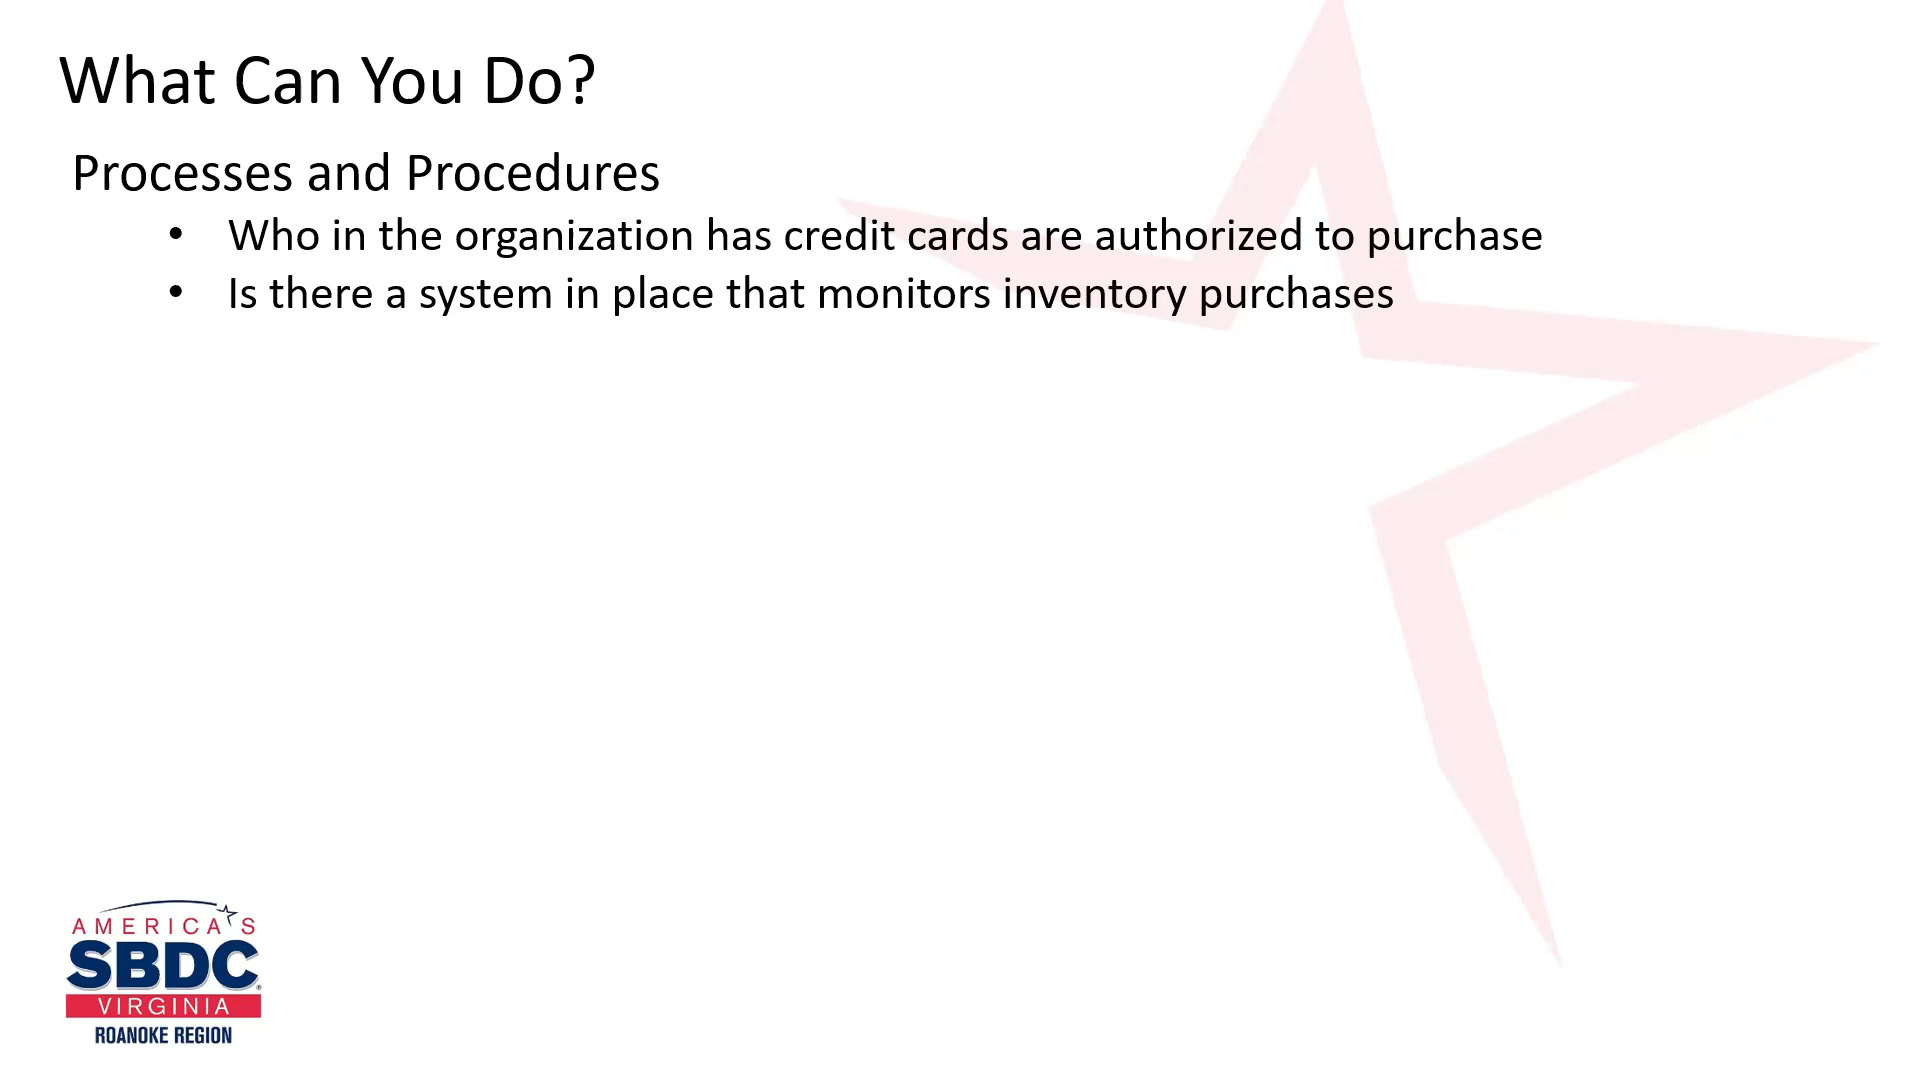 What Can You Do?
Processes and Procedures
• Who in the organization has credit cards are authorized to purchase
• Is there a system in place that monitors inventory purchases
AMERICA'S
SBDC®
VIRGINIA
ROANOKE REGION